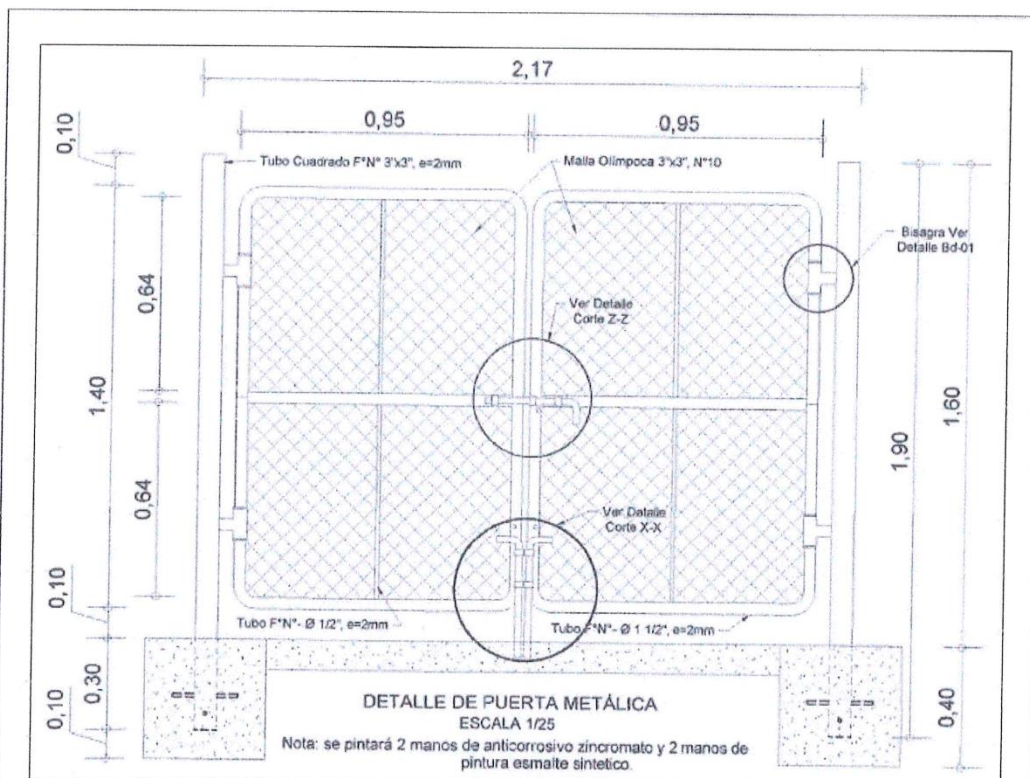 2,17
0,95
0,95
0,10
Tubo Cuadrado F°N° 3"x3", e=2mm
Malla Olimpoca 3"x3", N°10
Bisagra Ver
Detalle Bd-01
0,64
Ver Detalle
Corte Z-Z
1,40
1,60
1,90
0,64
Ver Detalle
Corte X-X
0,10
Tubo F°N°- Ø 1/2", e=2mm
Tubo F°N°- Ø 1 1/2", e=2mm
0,30
0,10
0,40
DETALLE DE PUERTA METÁLICA
ESCALA 1/25
Nota: se pintará 2 manos de anticorrosivo zincromato y 2 manos de
pintura esmalte sintetico.